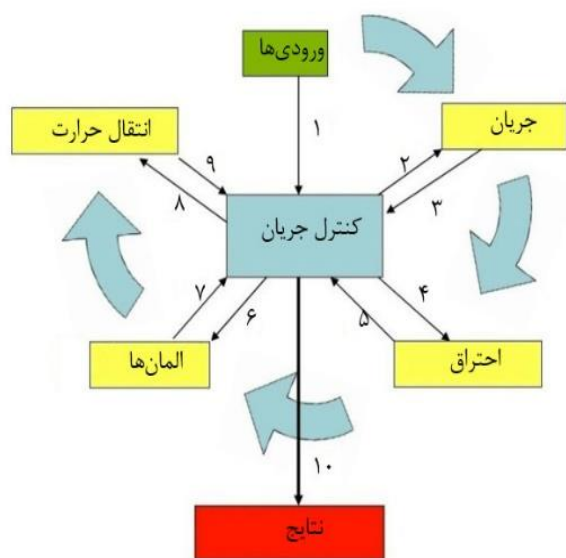 ورودی‌ها
۱
جریان
انتقال حرارت
۲
۹
۳
۸
کنترل جریان
۴
۷
۵
۶
احتراق
المان‌ها
۱۰
نتایج